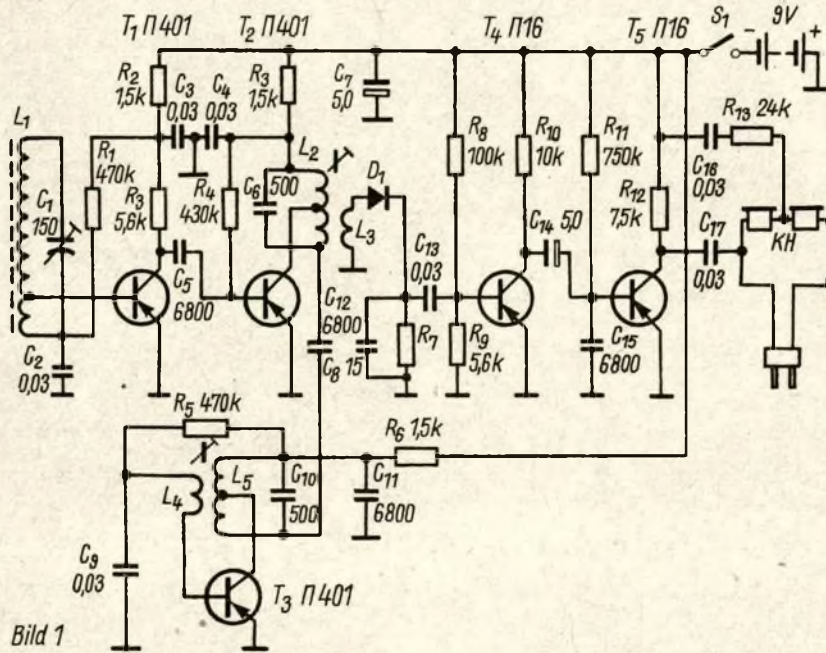 T₁ П 401
T₂ П 401
T₄ П16
T₅ П16
S₁
9V
- +
R₂
1,5k
C₃
0,03
C₄
0,03
R₃
1,5k
C₇
5,0
R₈
100k
R₁₀
10k
R₁₁
750k
R₁₃ 24k
C₁₆
0,03
L₁
C₁
150
R₁
470k
R₃
5,6k
R₄
430k
C₆
500
L₂
D₁
L₃
C₁₃
0,03
C₁₄ 5,0
R₁₂
7,5k
C₁₇
0,03
KH
C₅
6800
C₂
0,03
C₁₂
6800
C₈
15
R₇
R₉
5,6k
C₁₅
6800
R₅ 470k
R₆ 1,5k
L₄
L₅
C₁₀
500
C₁₁
6800
C₉
0,03
T₃ П 401
Bild 1